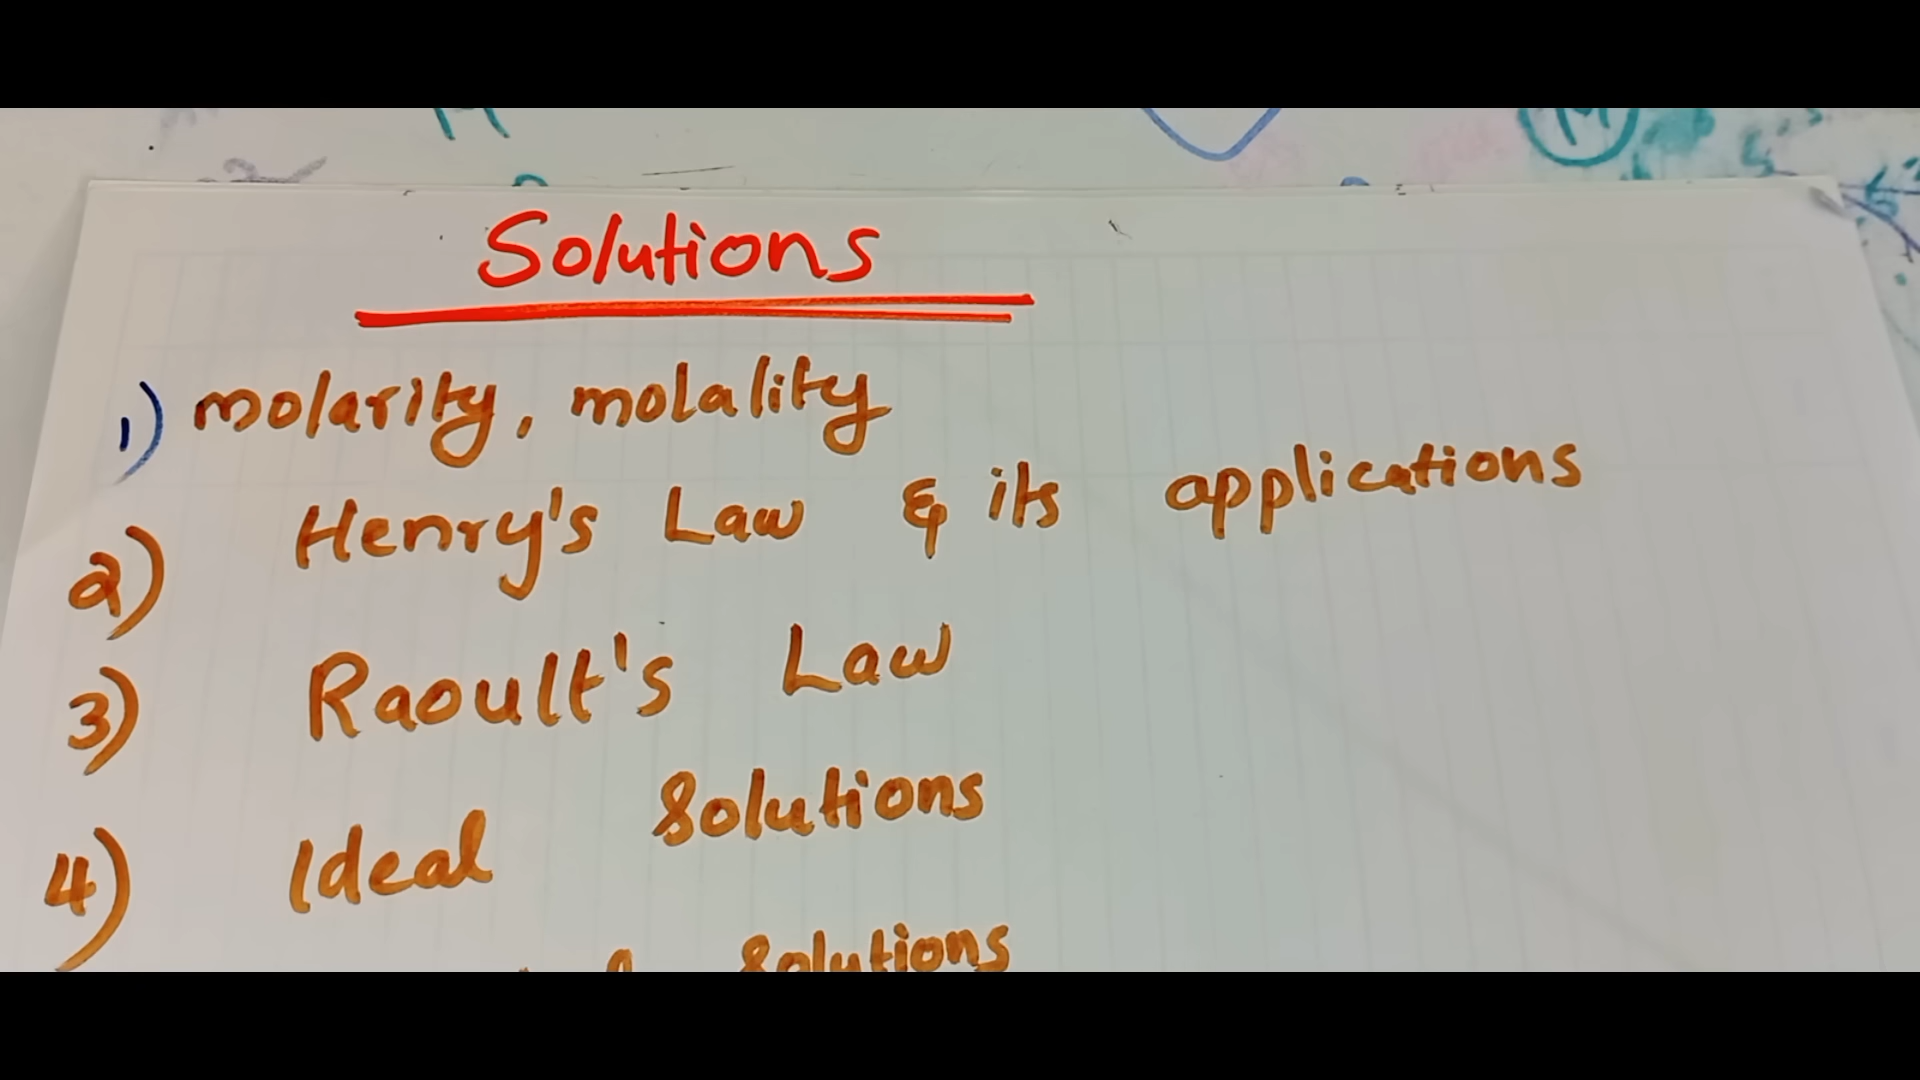 Solutions
1) molarity, molality
2) Henry's Law & its applications
3) Raoult's Law
4) Ideal Solutions
Solutions